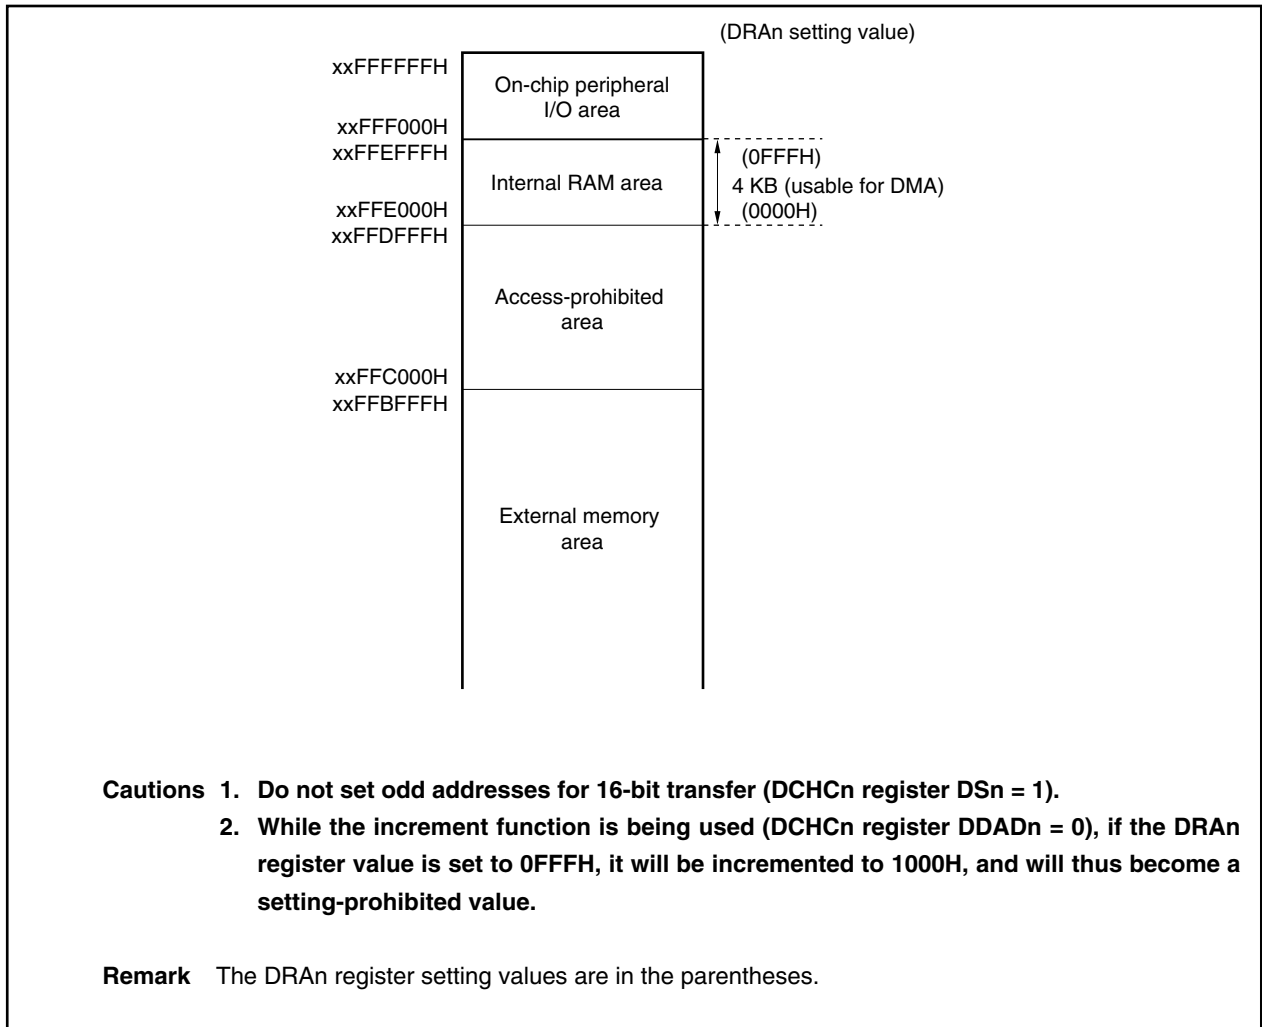 (DRAn setting value)
xxFFFFFFH
On-chip peripheral
I/O area
xxFFF000H
xxFFEFFFH
(0FFFH)
Internal RAM area
4 KB (usable for DMA)
xxFFE000H
(0000H)
xxFFDFFFH
Access-prohibited
area
xxFFC000H
xxFFBFFFH
External memory
area
Cautions 1. Do not set odd addresses for 16-bit transfer (DCHCn register DSn = 1).
2. While the increment function is being used (DCHCn register DDADn = 0), if the DRAn
register value is set to 0FFFH, it will be incremented to 1000H, and will thus become a
setting-prohibited value.
Remark The DRAn register setting values are in the parentheses.